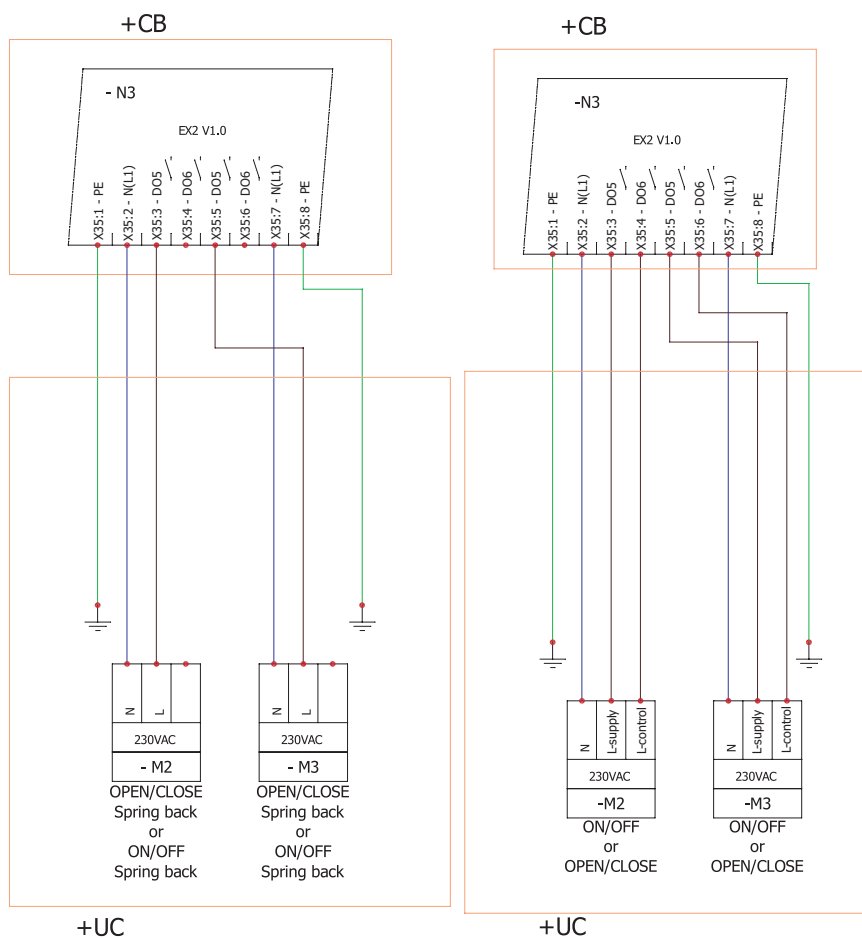 +CB
- N3
EX2 V1.0
X35:1 - PE
X35:2 - N(L1)
X35:3 - DO5
X35:4 - DO6
X35:5 - DO5
X35:6 - DO6
X35:7 - N(L1)
X35:8 - PE
N
L
230VAC
- M2
OPEN/CLOSE
Spring back
or
ON/OFF
Spring back
N
L
230VAC
- M3
OPEN/CLOSE
Spring back
or
ON/OFF
Spring back
+UC
+CB
-N3
EX2 V1.0
X35:1 - PE
X35:2 - N(L1)
X35:3 - DO5
X35:4 - DO6
X35:5 - DO5
X35:6 - DO6
X35:7 - N(L1)
X35:8 - PE
N
L-supply
L-control
230VAC
-M2
ON/OFF
or
OPEN/CLOSE
N
L-supply
L-control
230VAC
-M3
ON/OFF
or
OPEN/CLOSE
+UC